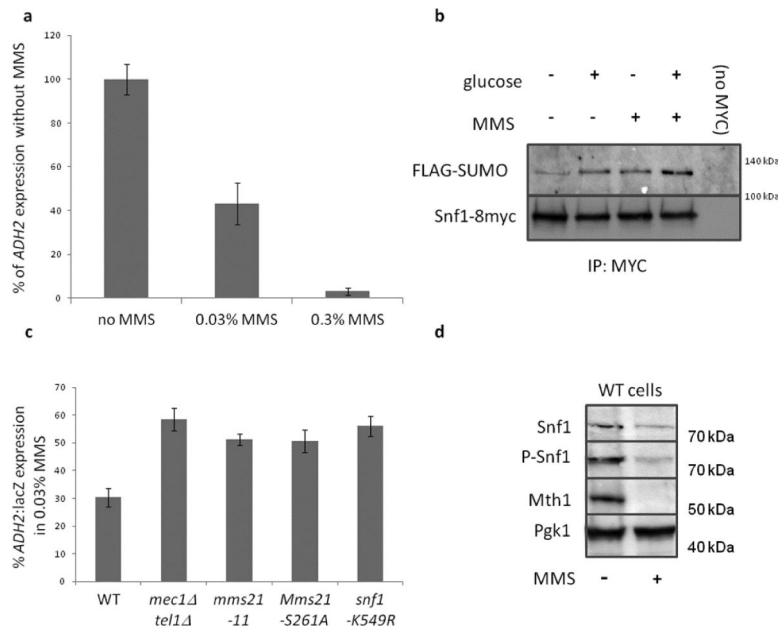 a
% of ADH2 expression without MMS
120
100
80
60
40
20
0
no MMS
0.03% MMS
0.3% MMS
b
glucose - + - +
MMS - - + +
(no MYC)
FLAG-SUMO
140 kDa
100 kDa
Snf1-8myc
IP: MYC
c
% ADH2:lacZ expression
in 0.03% MMS
70
60
50
40
30
20
10
0
WT
mec1Δ
tel1Δ
mms21
-11
Mms21
-S261A
snf1
-K549R
d
WT cells
Snf1
70 kDa
P-Snf1
70 kDa
Mth1
50 kDa
Pgk1
40 kDa
MMS - +